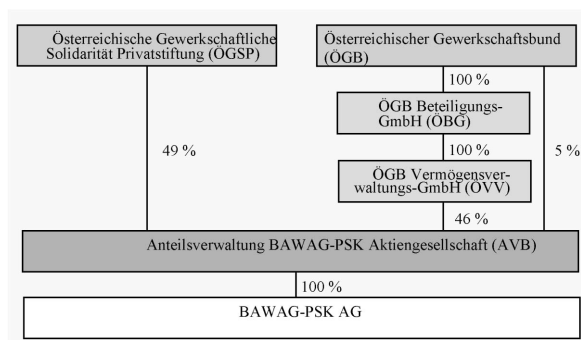 Österreichische Gewerkschaftliche
Solidarität Privatstiftung (ÖGSP)
Österreichischer Gewerkschaftsbund
(ÖGB)
100 %
ÖGB Beteiligungs-
GmbH (ÖBG)
49 %
100 %
5 %
ÖGB Vermögensver-
waltungs-GmbH (ÖVV)
46 %
Anteilsverwaltung BAWAG-PSK Aktiengesellschaft (AVB)
100 %
BAWAG-PSK AG